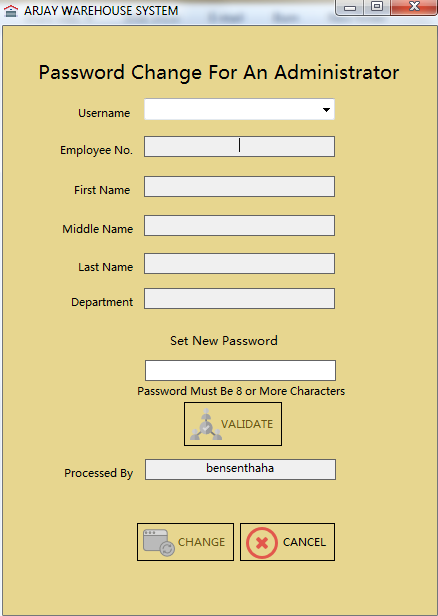 ARJAY WAREHOUSE SYSTEM
Password Change For An Administrator
Username
Employee No.
First Name
Middle Name
Last Name
Department
Set New Password
Password Must Be 8 or More Characters
VALIDATE
Processed By bensenthaha
CHANGE CANCEL